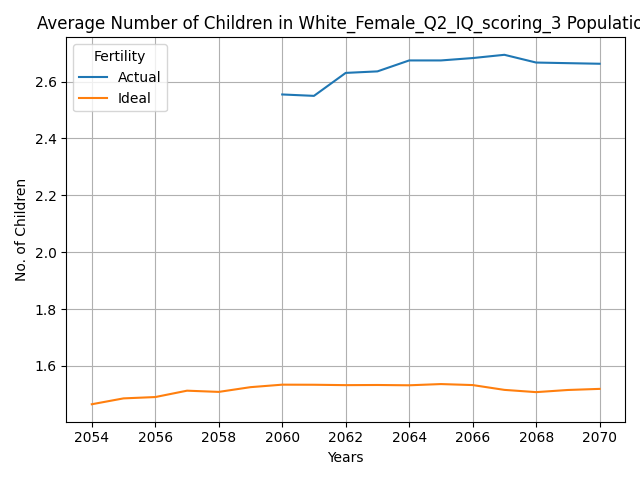 Average Number of Children in White_Female_Q2_IQ_scoring_3 Populatio
Fertility
Actual
Ideal
2.6
2.4
2.2
2.0
1.8
1.6
No. of Children
2054 2056 2058 2060 2062 2064 2066 2068 2070
Years